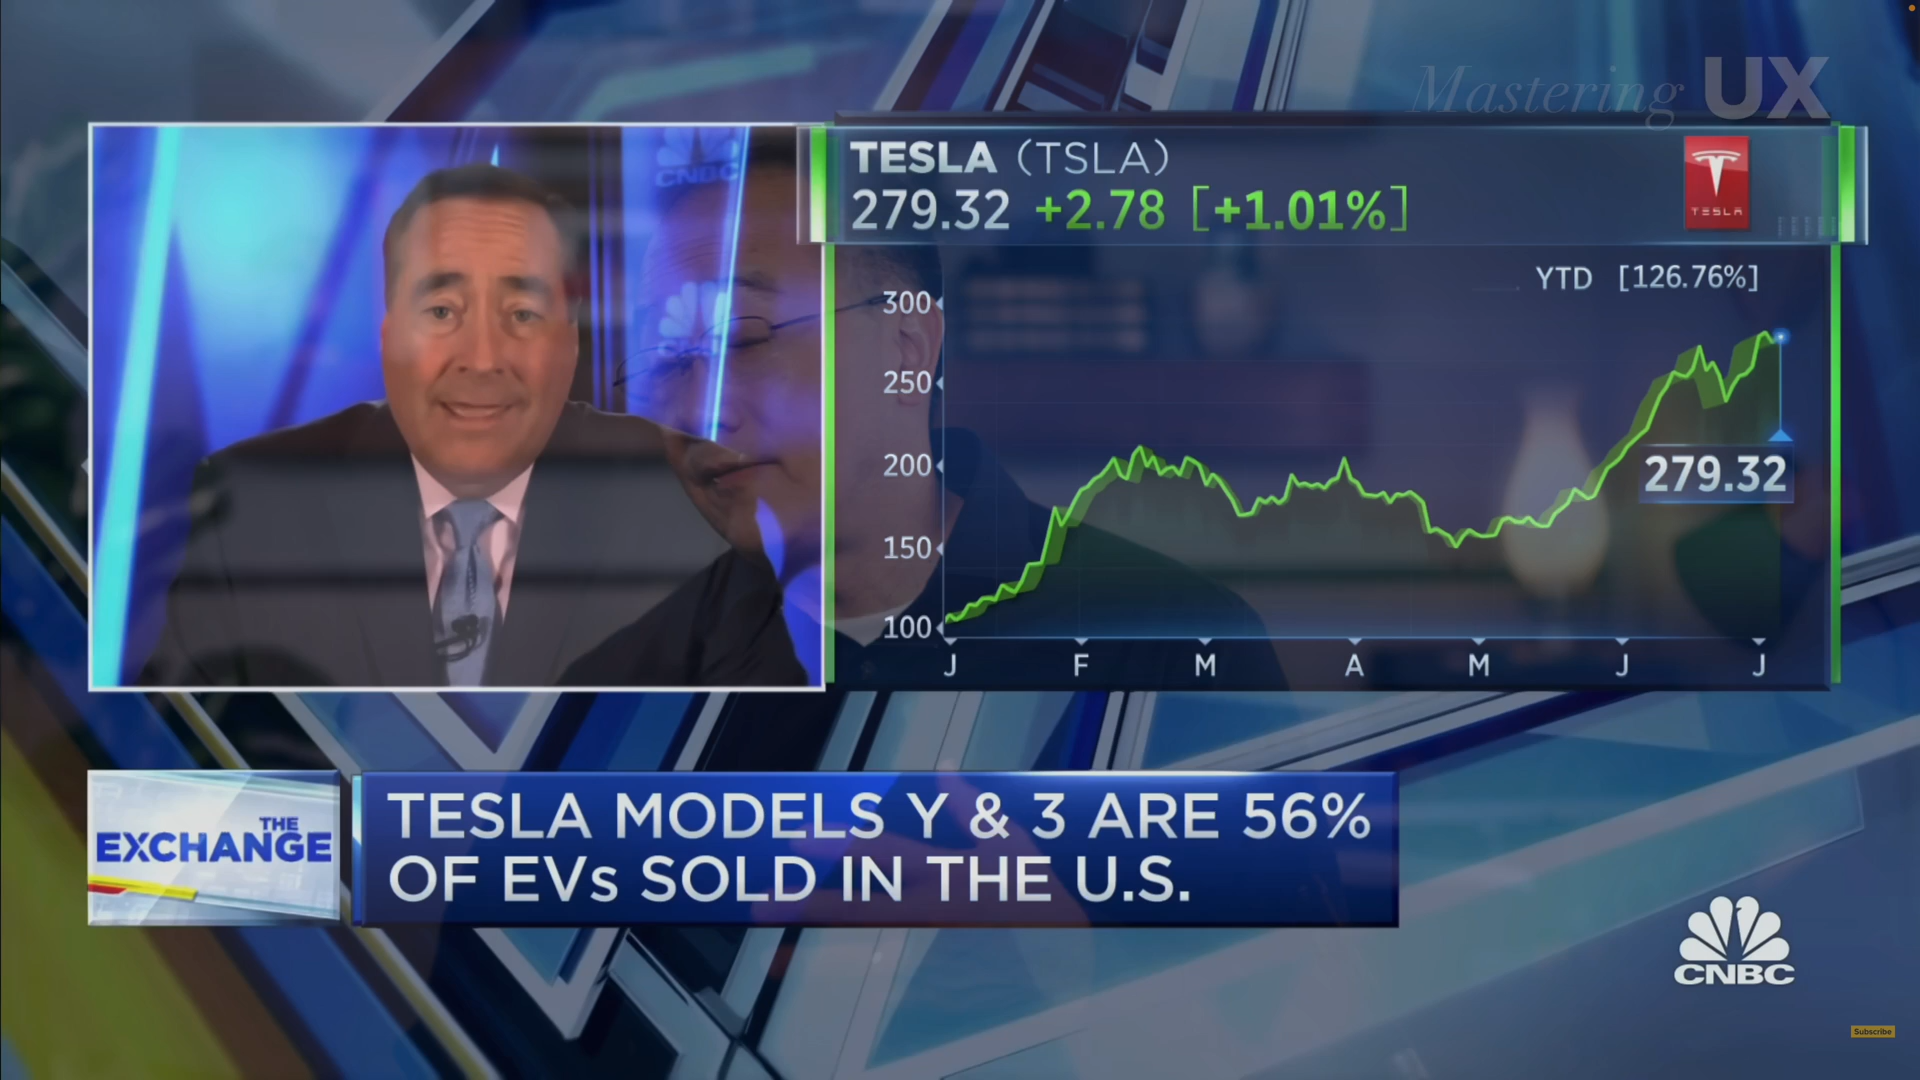 Mastering UX
CNBC
TESLA (TSLA)
279.32 +2.78 [+1.01%]
TESLA
YTD [126.76%]
300
250
200
150
100
279.32
J F M A M J J
THE
EXCHANGE
TESLA MODELS Y & 3 ARE 56%
OF EVs SOLD IN THE U.S.
CNBC
Subscribe